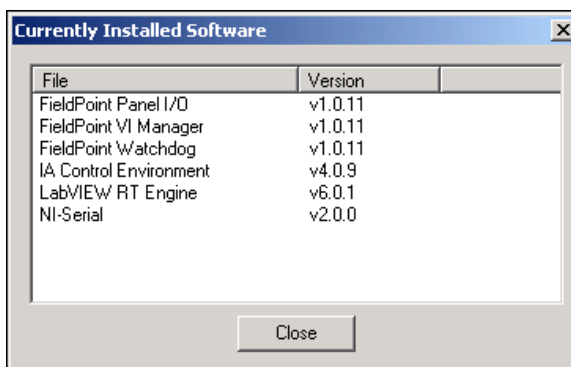 Currently Installed Software
File Version
FieldPoint Panel I/O v1.0.11
FieldPoint VI Manager v1.0.11
FieldPoint Watchdog v1.0.11
IA Control Environment v4.0.9
LabVIEW RT Engine v6.0.1
NI-Serial v2.0.0
Close